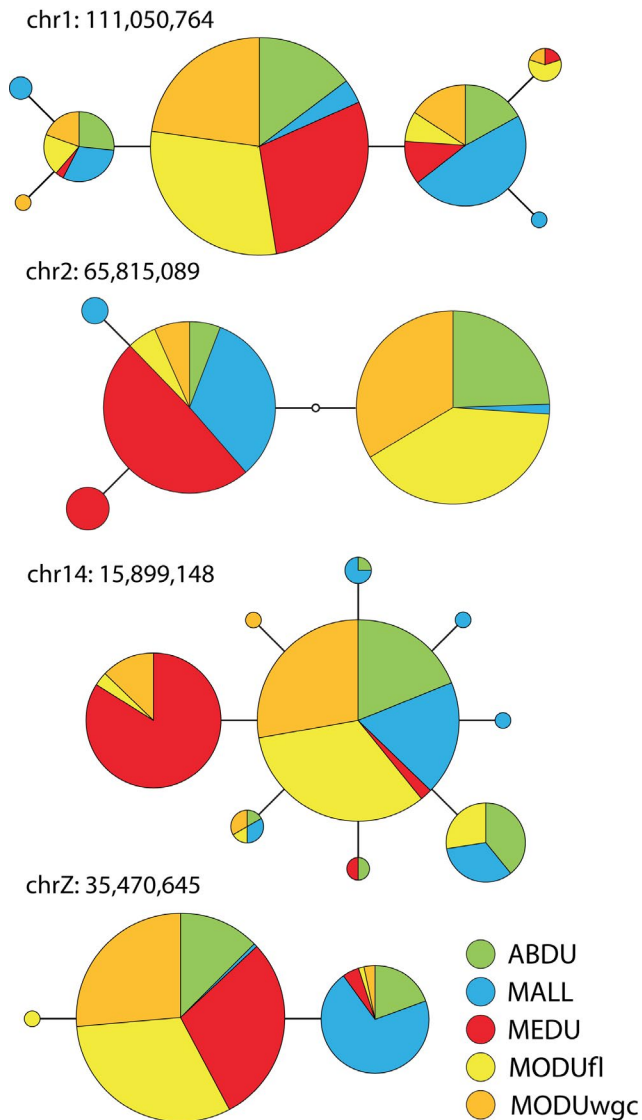 chr1: 111,050,764
chr2: 65,815,089
chr14: 15,899,148
chrZ: 35,470,645
ABDU
MALL
MEDU
MODUfl
MODUwgc